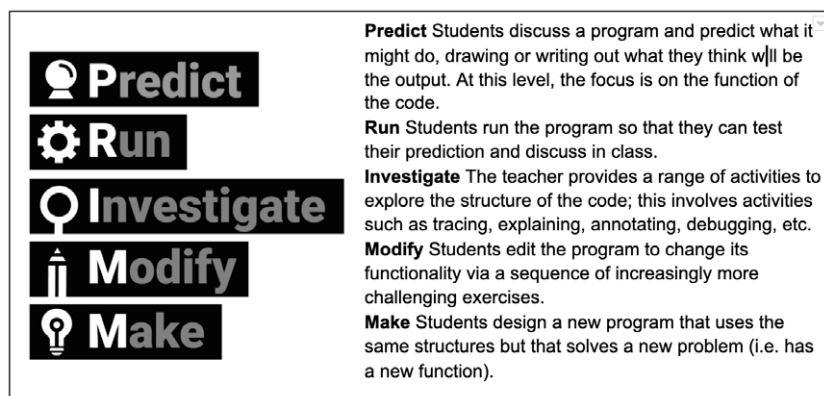 Predict
Run
Investigate
Modify
Make
Predict Students discuss a program and predict what it
might do, drawing or writing out what they think will be
the output. At this level, the focus is on the function of
the code.
Run Students run the program so that they can test
their prediction and discuss in class.
Investigate The teacher provides a range of activities to
explore the structure of the code; this involves activities
such as tracing, explaining, annotating, debugging, etc.
Modify Students edit the program to change its
functionality via a sequence of increasingly more
challenging exercises.
Make Students design a new program that uses the
same structures but that solves a new problem (i.e. has
a new function).